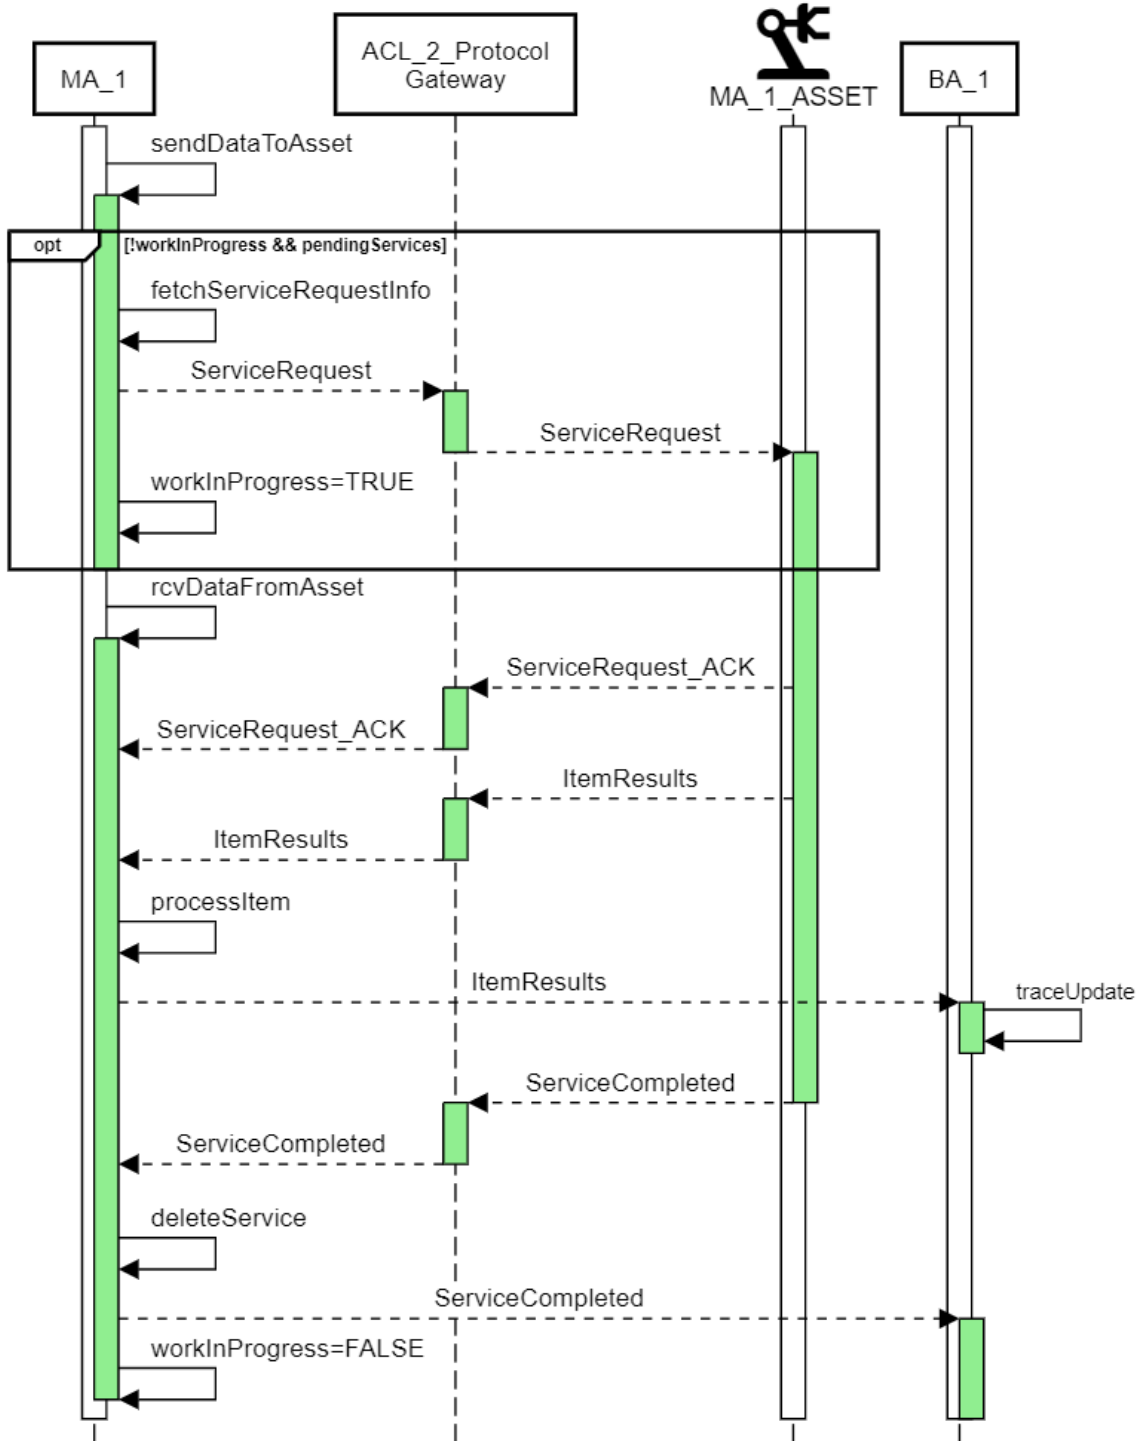 MA_1
ACL_2_Protocol
Gateway
MA_1_ASSET
BA_1
sendDataToAsset
opt
[!workInProgress && pendingServices]
fetchServiceRequestInfo
ServiceRequest
ServiceRequest
workInProgress=TRUE
rcvDataFromAsset
ServiceRequest_ACK
ServiceRequest_ACK
ItemResults
ItemResults
processItem
ItemResults
traceUpdate
ServiceCompleted
ServiceCompleted
deleteService
ServiceCompleted
workInProgress=FALSE